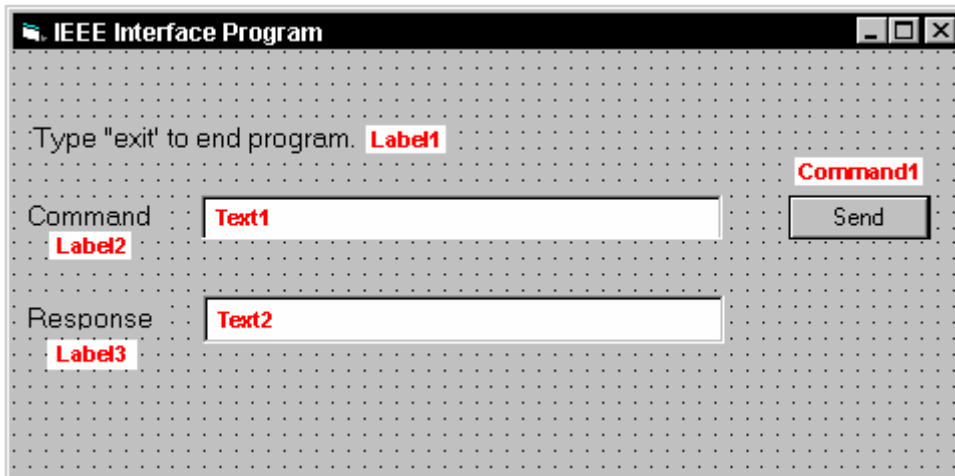 IEEE Interface Program
Type "exit' to end program. Label1
Command1
Command Text1 Send
Label2
Response Text2
Label3